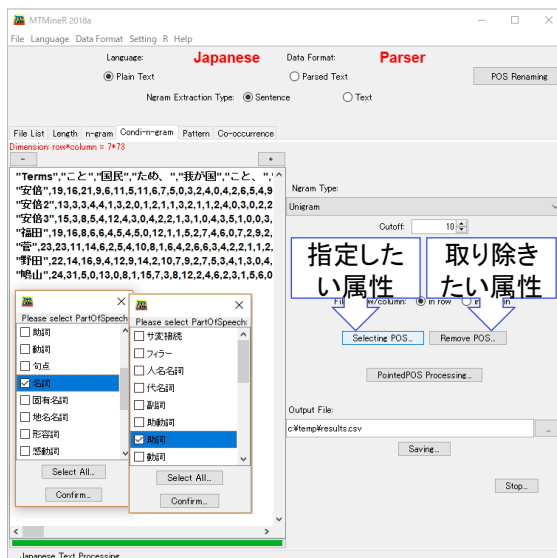 MTMineR 2018a
File Language Data Format Setting R Help
Language: Japanese Data Format: Parser
Plain Text Parsed Text POS Renaming
Ngram Extraction Type: Sentence Text
File List Length n-gram Condi-n-gram Pattern Co-occurrence
Dimension: row*column = 7*73
- +
"Terms","こと","国民","ため、","我が国","こと、","
"安倍",19,16,21,9,6,11,5,11,6,7,5,0,3,2,4,0,4,2,6,5,4,9
"安倍2",13,3,3,4,4,1,3,2,0,1,2,1,1,3,2,1,1,2,4,0,3,0,2,2
"安倍3",15,3,8,5,4,12,4,3,0,4,2,2,1,3,1,0,4,3,5,1,0,0,3,
"福田",19,16,8,6,6,4,5,4,5,0,12,1,1,5,2,7,4,6,0,7,2,9,2,
"菅",23,23,11,14,6,2,5,4,10,8,1,6,4,2,6,6,3,4,2,2,1,1,2,
"野田",22,14,16,9,4,12,9,14,2,10,7,9,2,7,5,3,4,1,3,0,4,
"鳩山",24,31,5,0,13,0,8,1,15,7,3,8,12,2,4,6,2,3,1,5,6,0
Ngram Type:
Unigram
Cutoff: 10
指定した
い属性
取り除き
たい属性
w/column: in row in
Selecting POS... Remove POS...
PointedPOS Processing...
Output File:
c:¥temp¥results.csv ...
Saving...
Stop...
Please select PartOfSpeech:
助詞
動詞
句点
名詞
固有名詞
地名名詞
形容詞
感動詞
Select All...
Confirm...
Please select PartOfSpeech:
サ変接続
フィラー
人名名詞
代名詞
副詞
助動詞
助詞
動詞
Select All...
Confirm...
Japanese Text Processing